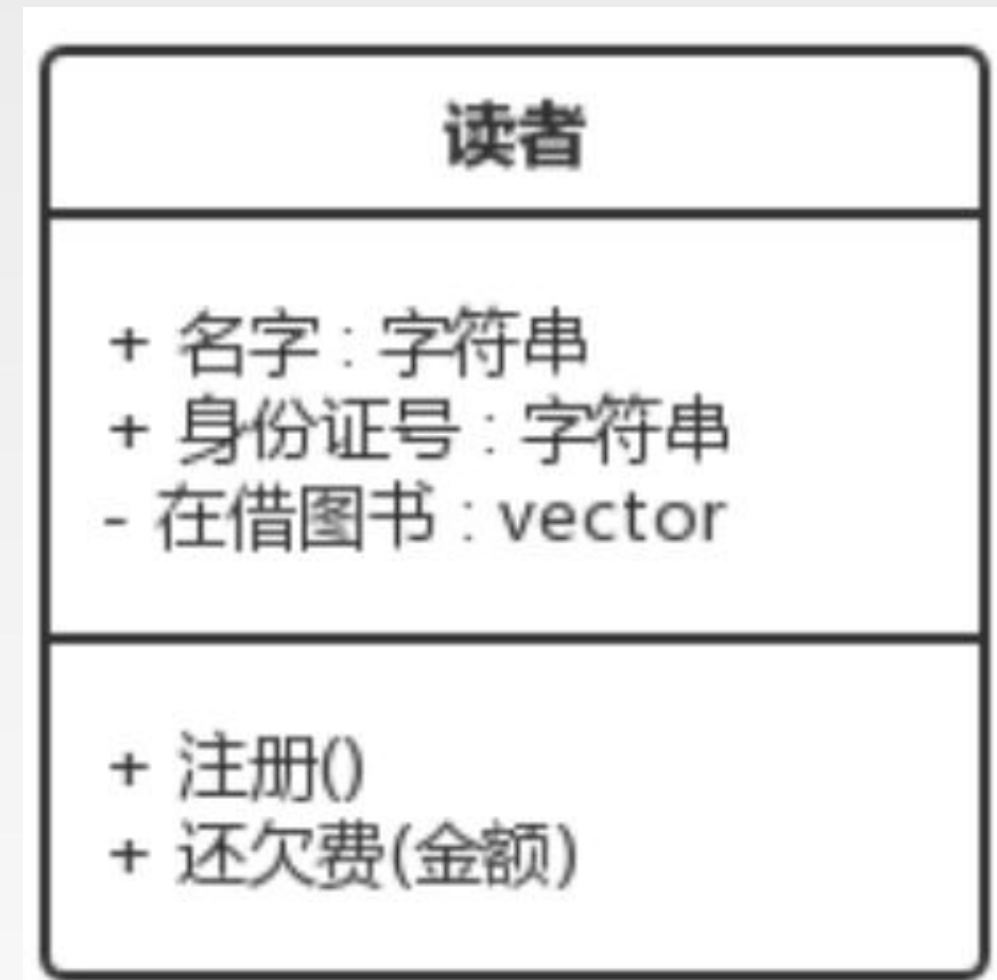 读者
+ 名字 : 字符串
+ 身份证号 : 字符串
- 在借图书 : vector
+ 注册()
+ 还欠费(金额)